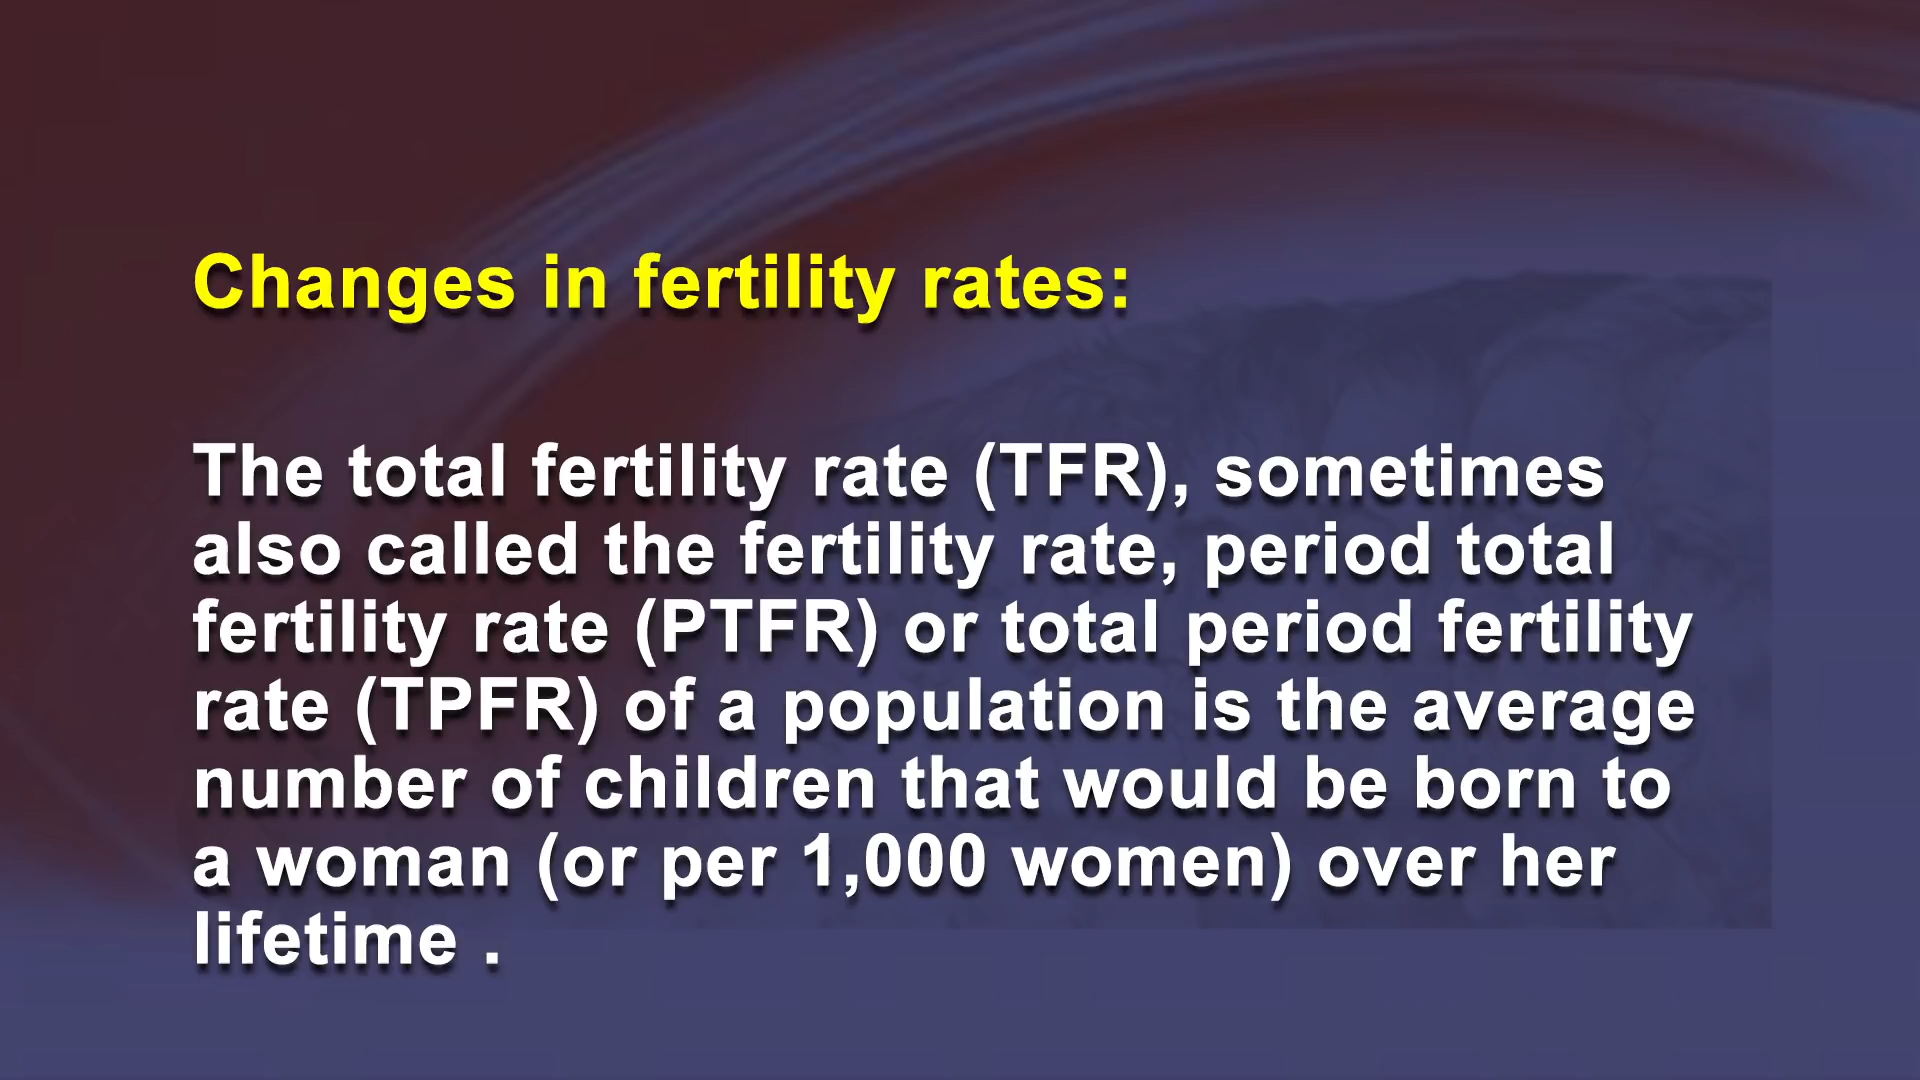 Changes in fertility rates:
The total fertility rate (TFR), sometimes
also called the fertility rate, period total
fertility rate (PTFR) or total period fertility
rate (TPFR) of a population is the average
number of children that would be born to
a woman (or per 1,000 women) over her
lifetime .